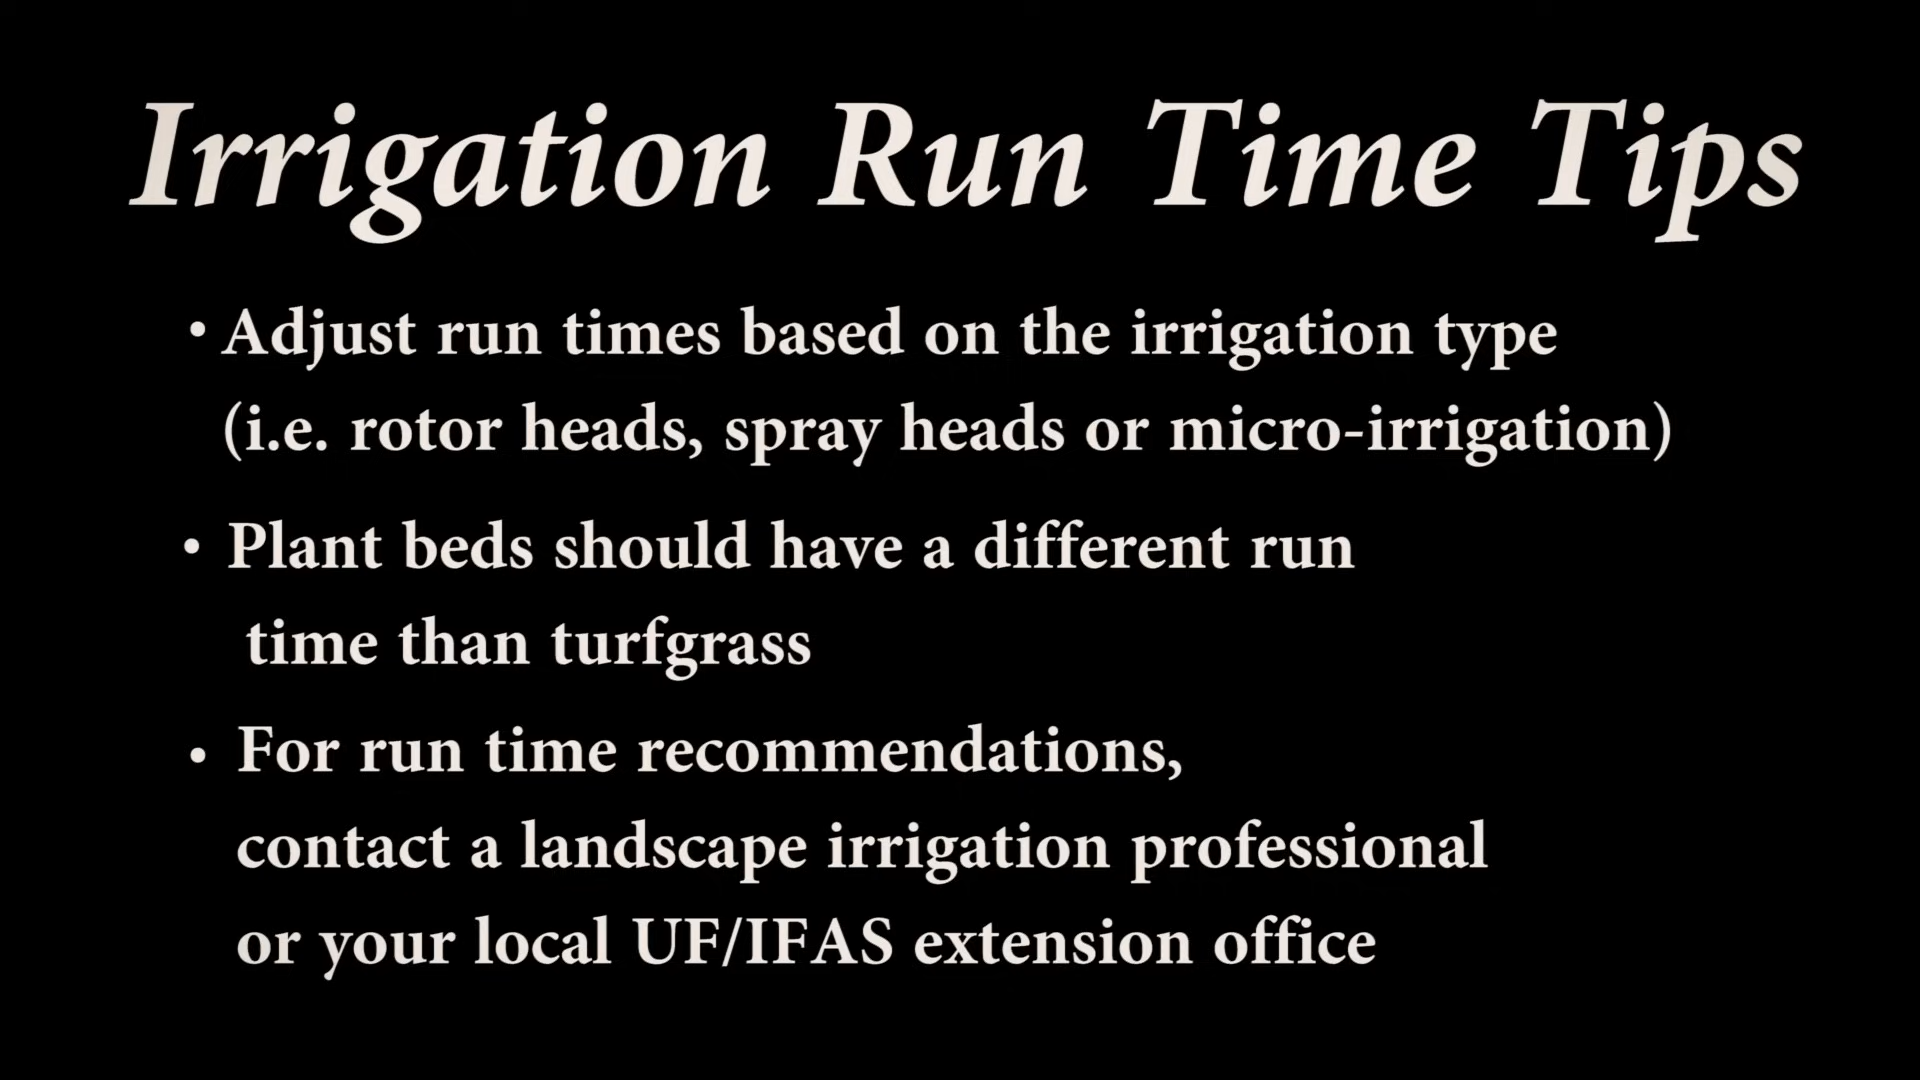 Irrigation Run Time Tips
• Adjust run times based on the irrigation type
(i.e. rotor heads, spray heads or micro-irrigation)
• Plant beds should have a different run
time than turfgrass
• For run time recommendations,
contact a landscape irrigation professional
or your local UF/IFAS extension office